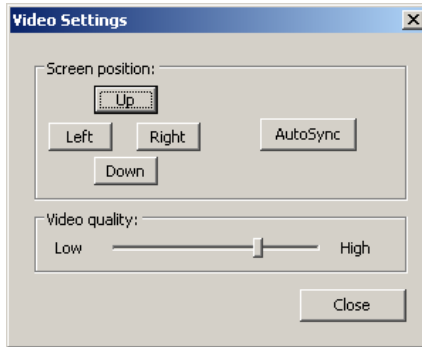 Video Settings
Screen position:
Up
Left Right AutoSync
Down
Video quality:
Low High
Close